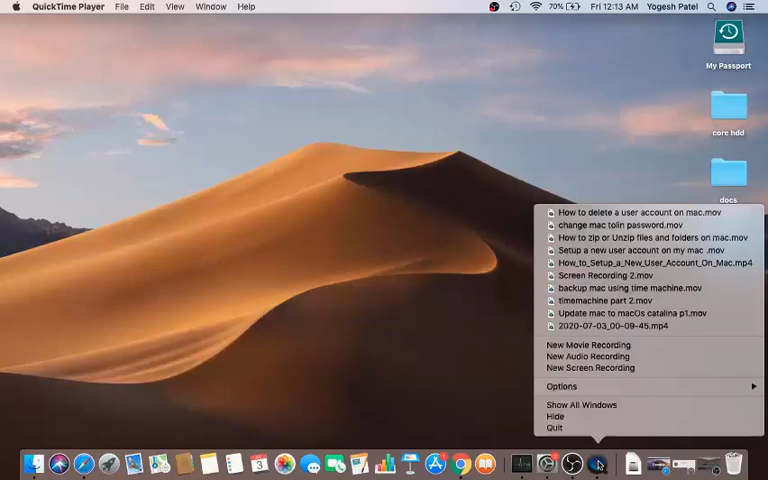 QuickTime Player File Edit View Window Help 70% Fri 12:13 AM Yogesh Patel
My Passport
core hdd
docs
How to delete a user account on mac.mov
change mac tolin password.mov
How to zip or Unzip files and folders on mac.mov
Setup a new user account on my mac .mov
How_to_Setup_a_New_User_Account_On_Mac.mp4
Screen Recording 2.mov
backup mac using time machine.mov
timemachine part 2.mov
Update mac to macOs catalina p1.mov
2020-07-03_00-09-45.mp4
New Movie Recording
New Audio Recording
New Screen Recording
Options
Show All Windows
Hide
Quit
3